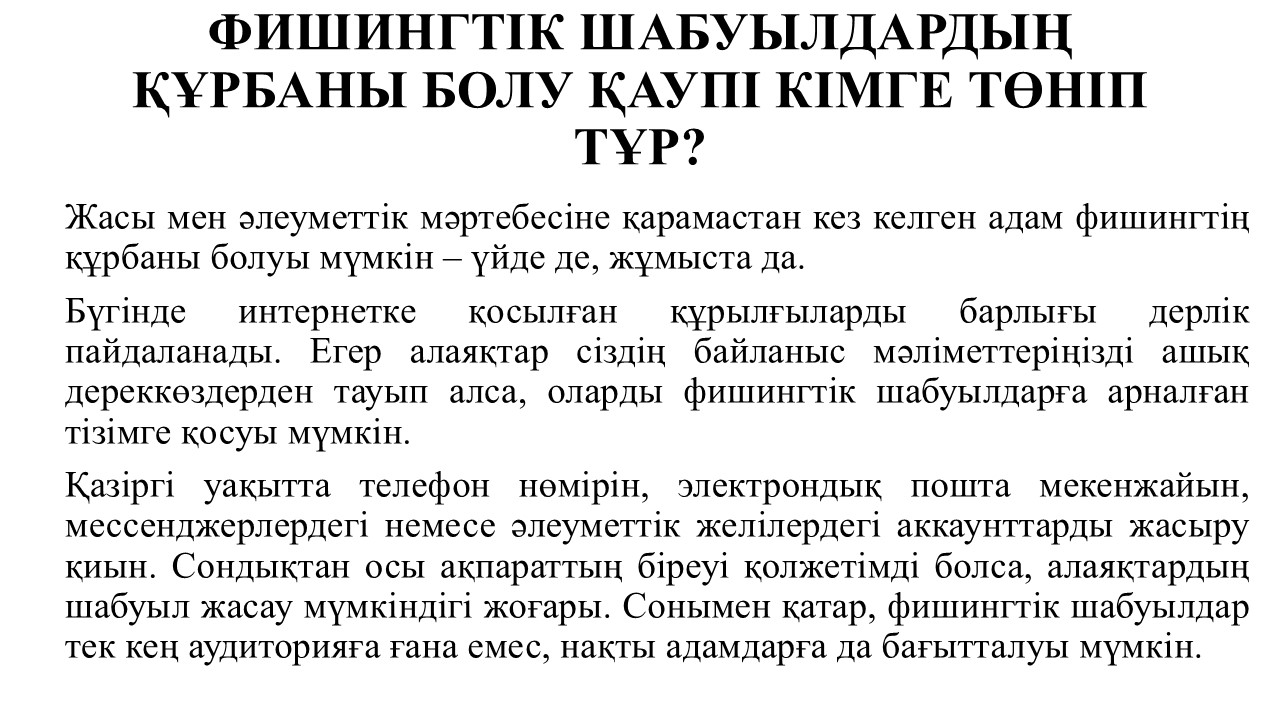 ФИШИНГТІК ШАБУЫЛДАРДЫҢ
ҚҰРБАНЫ БОЛУ ҚАУПІ КІМГЕ ТӨНІП
ТҰР?
Жасы мен әлеуметтік мәртебесіне қарамастан кез келген адам фишингтің
құрбаны болуы мүмкін – үйде де, жұмыста да.
Бүгінде интернетке қосылған құрылғыларды барлығы дерлік
пайдаланады. Егер алаяқтар сіздің байланыс мәліметтеріңізді ашық
дереккөздерден тауып алса, оларды фишингтік шабуылдарға арналған
тізімге қосуы мүмкін.
Қазіргі уақытта телефон нөмірін, электрондық пошта мекенжайын,
мессенджерлердегі немесе әлеуметтік желілердегі аккаунттарды жасыру
қиын. Сондықтан осы ақпараттың біреуі қолжетімді болса, алаяқтардың
шабуыл жасау мүмкіндігі жоғары. Сонымен қатар, фишингтік шабуылдар
тек кең аудиторияға ғана емес, нақты адамдарға да бағытталуы мүмкін.